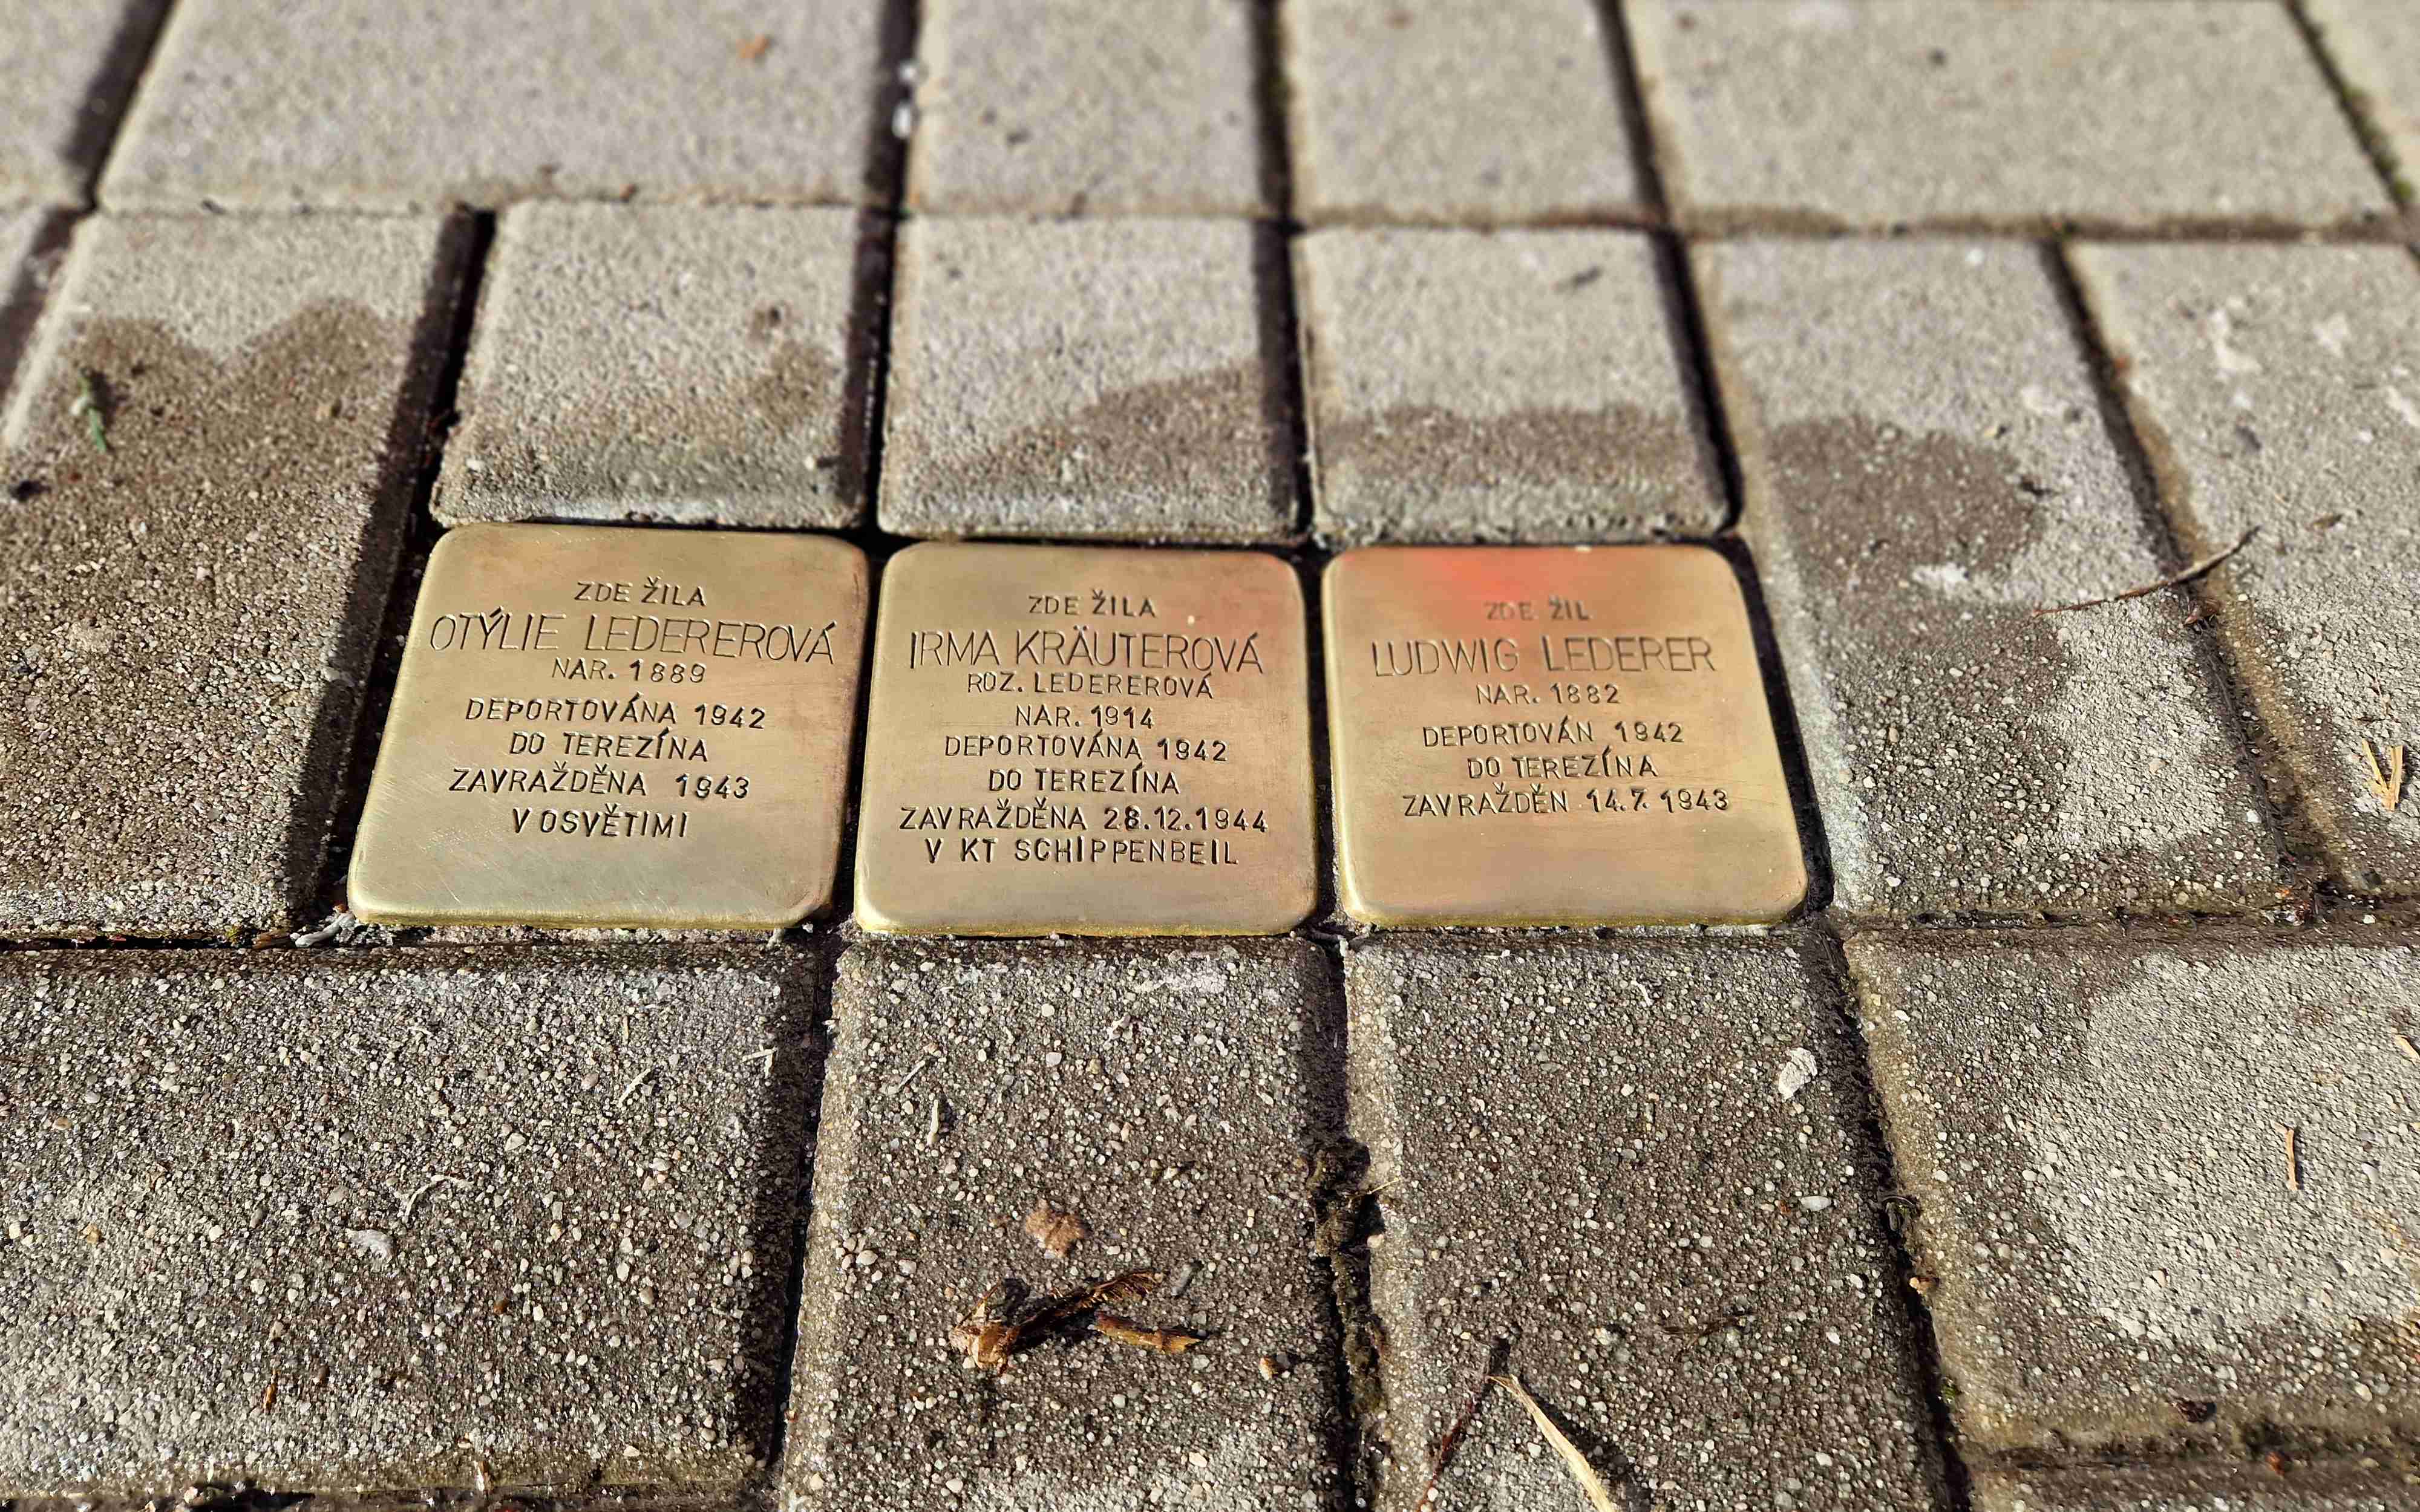 ZDE ŽILA
OTÝLIE LEDEREROVÁ
NAR. 1889
DEPORTOVÁNA 1942
DO TEREZÍNA
ZAVRAŽDĚNA 1943
V OSVĚTIMI
ZDE ŽILA
IRMA KRÄUTEROVÁ
ROZ. LEDEREROVÁ
NAR. 1914
DEPORTOVÁNA 1942
DO TEREZÍNA
ZAVRAŽDĚNA 28.12.1944
V KT SCHIPPENBEIL
ZDE ŽIL
LUDWIG LEDERER
NAR. 1882
DEPORTOVÁN 1942
DO TEREZÍNA
ZAVRAŽDĚN 14.7.1943